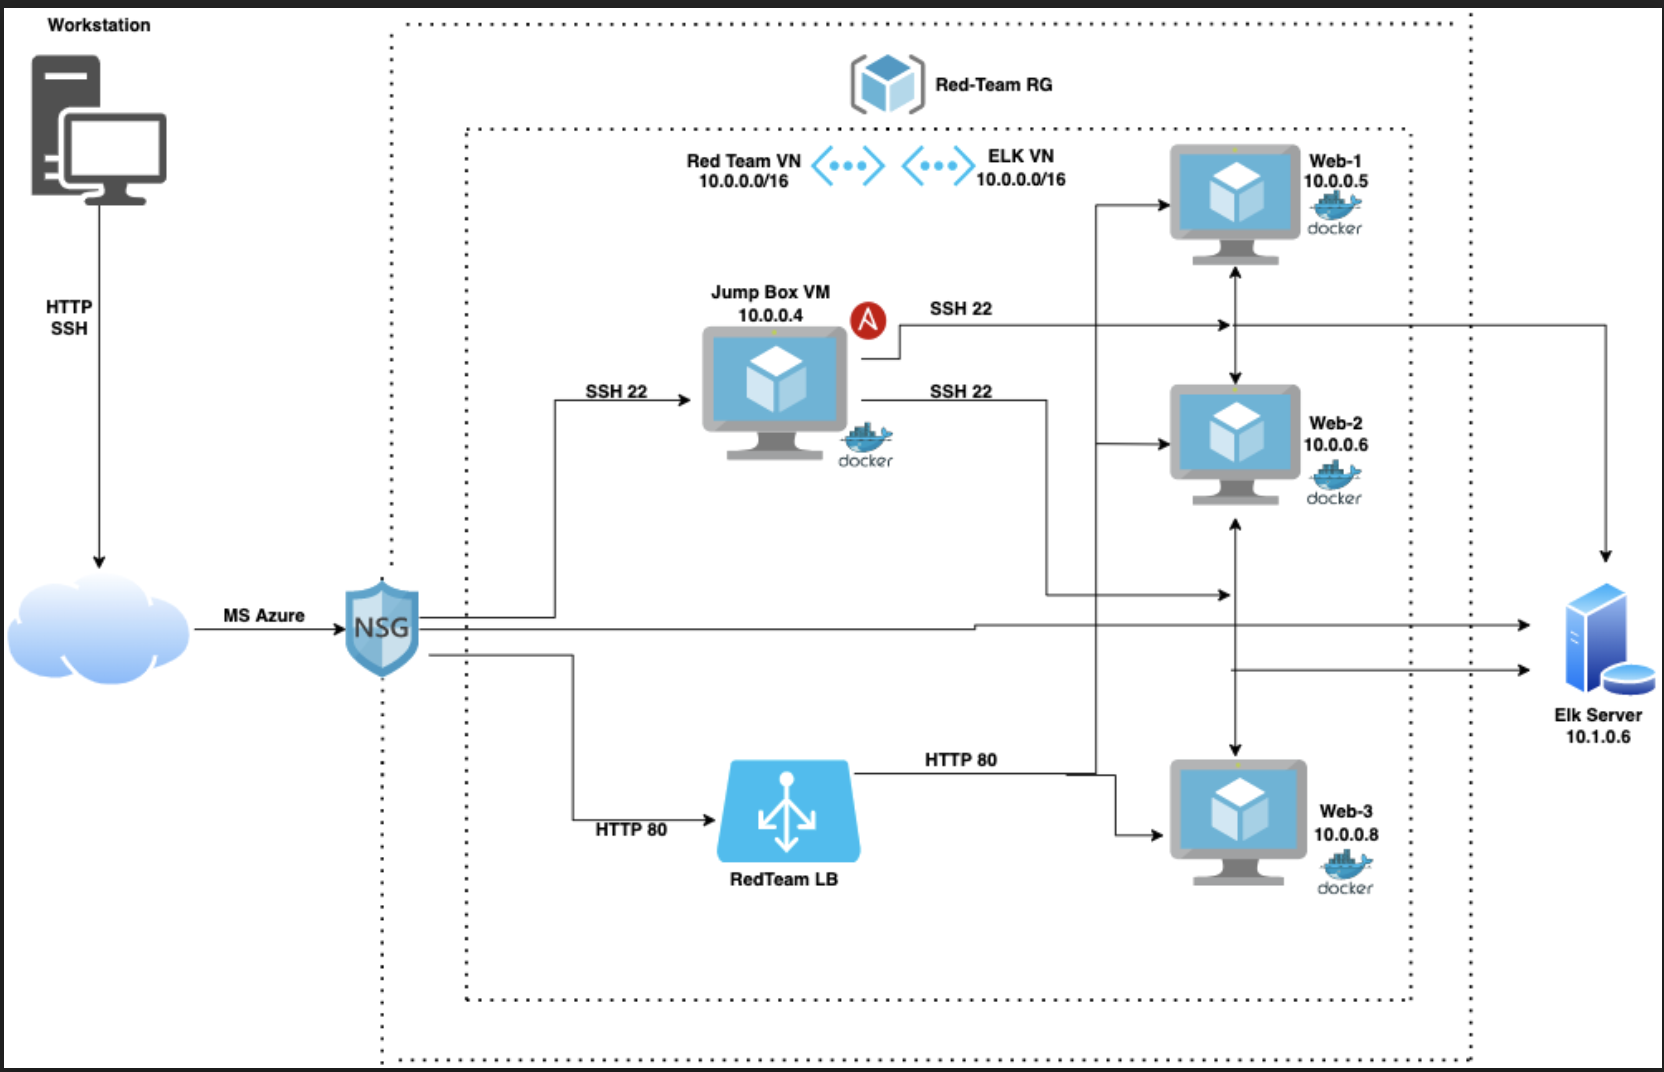 Workstation
Red-Team RG
Red Team VN
10.0.0.0/16
ELK VN
10.0.0.0/16
Web-1
10.0.0.5
docker
HTTP
SSH
Jump Box VM
10.0.0.4
A
SSH 22
SSH 22
SSH 22
docker
Web-2
10.0.0.6
docker
MS Azure
NSG
Elk Server
10.1.0.6
HTTP 80
HTTP 80
RedTeam LB
Web-3
10.0.0.8
docker